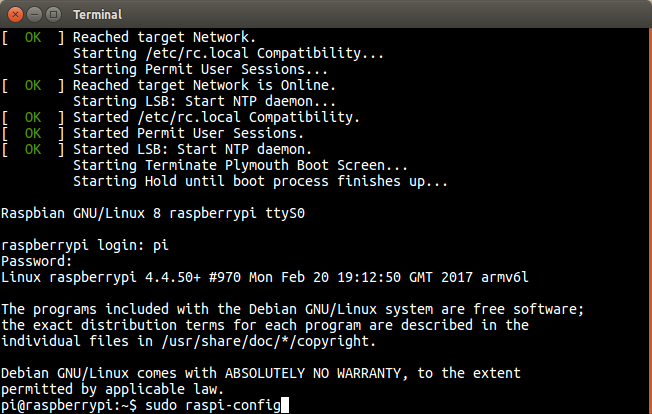 Terminal
[  OK  ] Reached target Network.
         Starting /etc/rc.local Compatibility...
         Starting Permit User Sessions...
[  OK  ] Reached target Network is Online.
         Starting LSB: Start NTP daemon...
[  OK  ] Started /etc/rc.local Compatibility.
[  OK  ] Started Permit User Sessions.
[  OK  ] Started LSB: Start NTP daemon.
         Starting Terminate Plymouth Boot Screen...
         Starting Hold until boot process finishes up...

Raspbian GNU/Linux 8 raspberrypi ttyS0

raspberrypi login: pi
Password:
Linux raspberrypi 4.4.50+ #970 Mon Feb 20 19:12:50 GMT 2017 armv6l

The programs included with the Debian GNU/Linux system are free software;
the exact distribution terms for each program are described in the
individual files in /usr/share/doc/*/copyright.

Debian GNU/Linux comes with ABSOLUTELY NO WARRANTY, to the extent
permitted by applicable law.
pi@raspberrypi:~$ sudo raspi-config